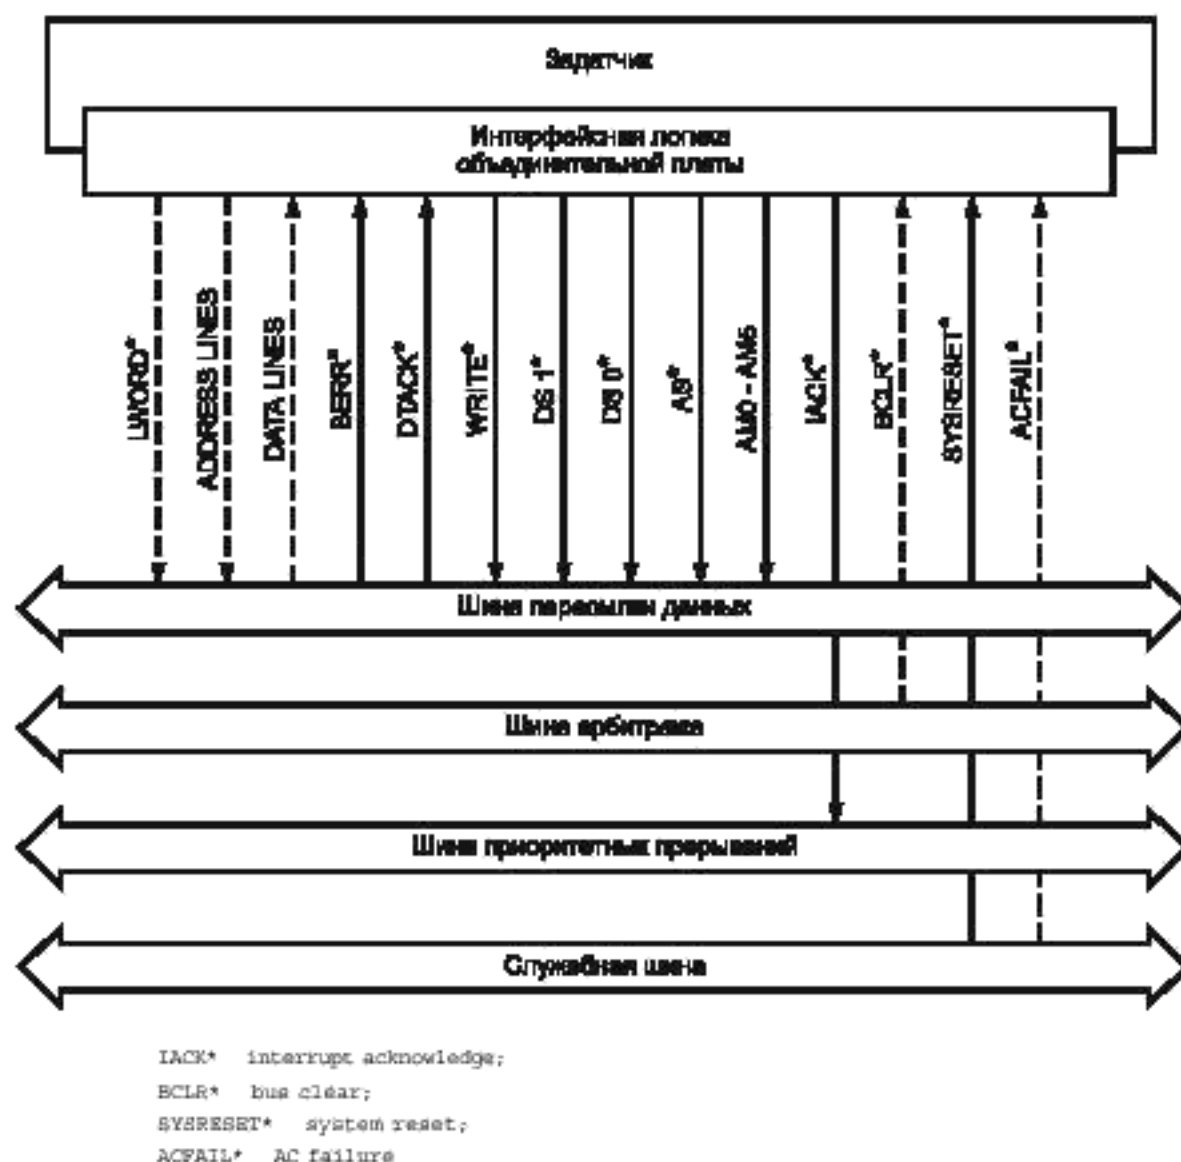 Задатчик
Интерфейсная логика
объединительной платы
LWORD*
ADDRESS LINES
DATA LINES
BERR*
DTACK*
WRITE*
DS 1*
DS 0*
AS*
AM0 - AM5
IACK*
BCLR*
SYSRESET*
ACFAIL*
Шина пересылки данных
Шина арбитража
Шина приоритетных прерываний
Служебная шина
IACK* interrupt acknowledge;
BCLR* bus clear;
SYSRESET* system reset;
ACFAIL* AC failure